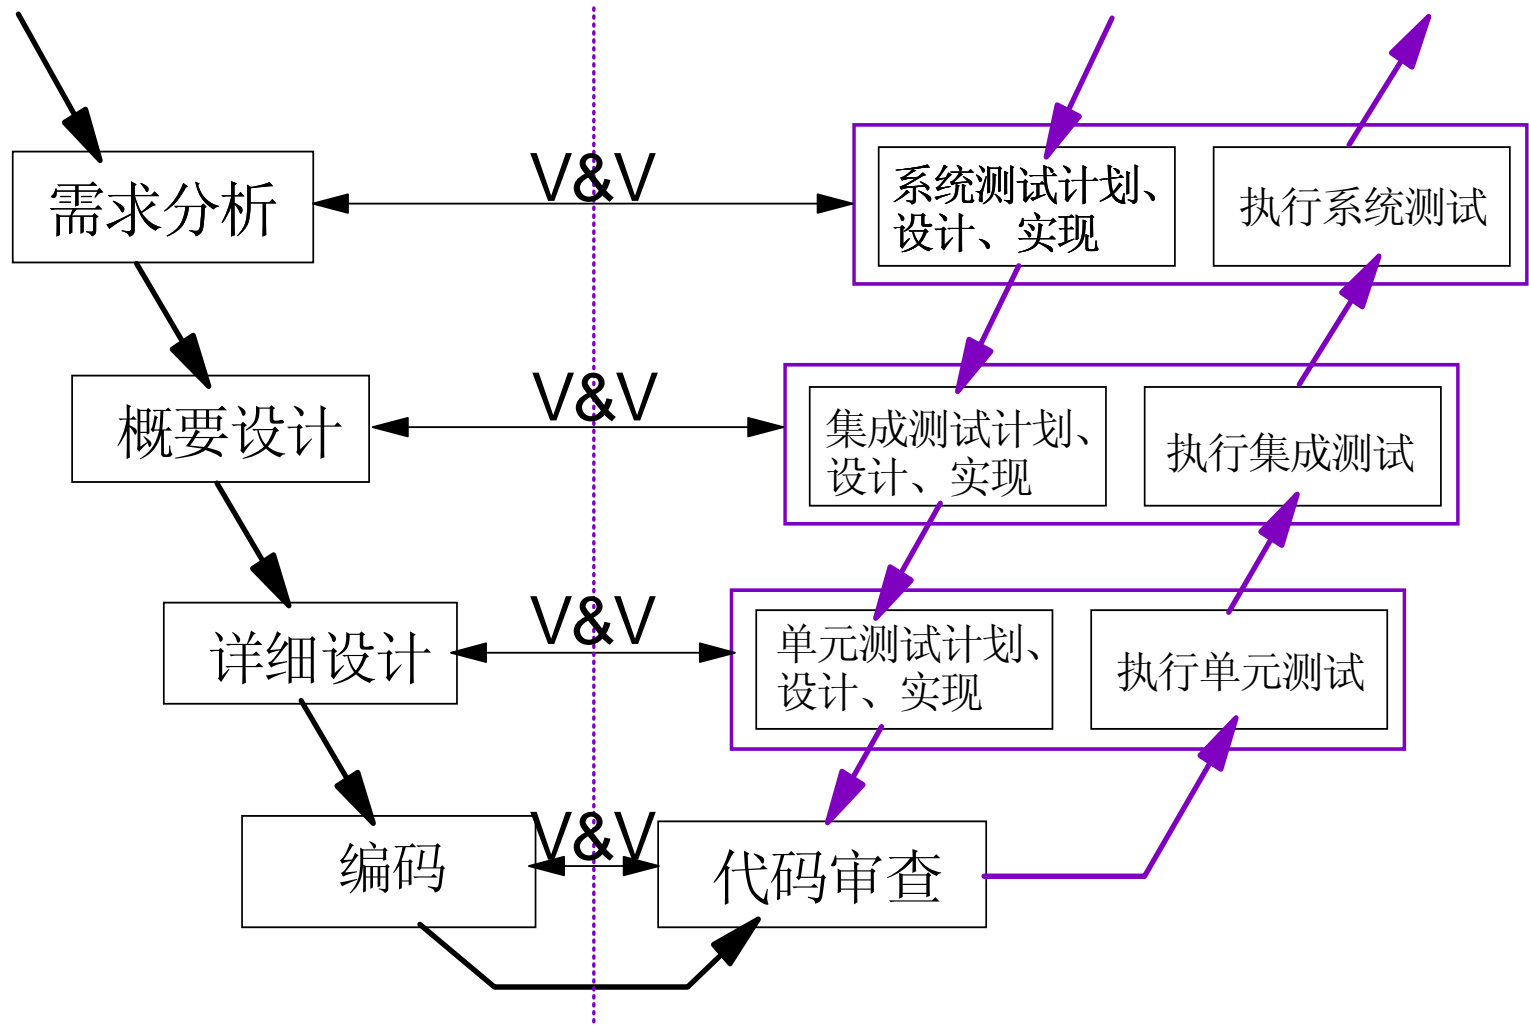 需求分析
V&V
系统测试计划、
设计、实现
执行系统测试
概要设计
V&V
集成测试计划、
设计、实现
执行集成测试
详细设计
V&V
单元测试计划、
设计、实现
执行单元测试
编码
V&V
代码审查